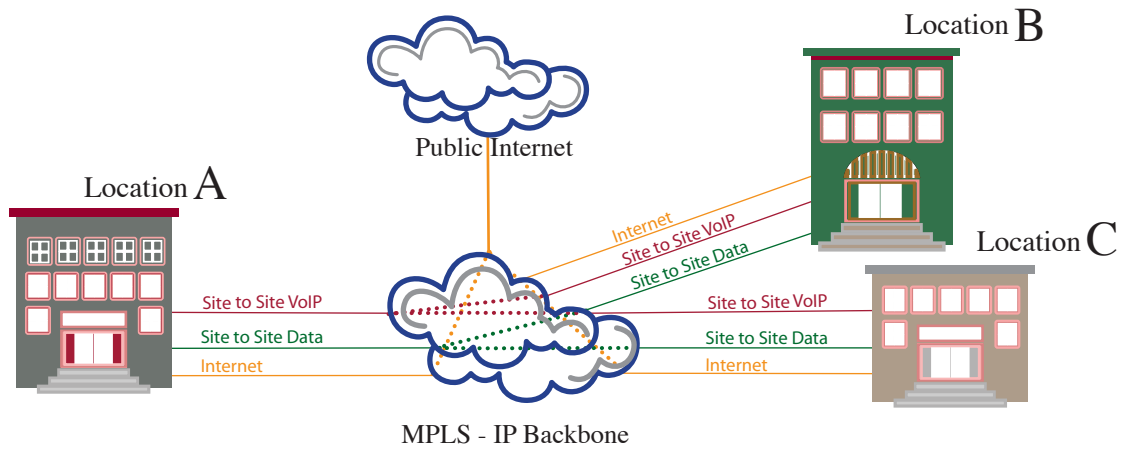 Location B
Public Internet
Location A
Internet
Site to Site VoIP
Site to Site Data
Location C
Site to Site VoIP
Site to Site Data
Internet
Site to Site VoIP
Site to Site Data
Internet
MPLS - IP Backbone